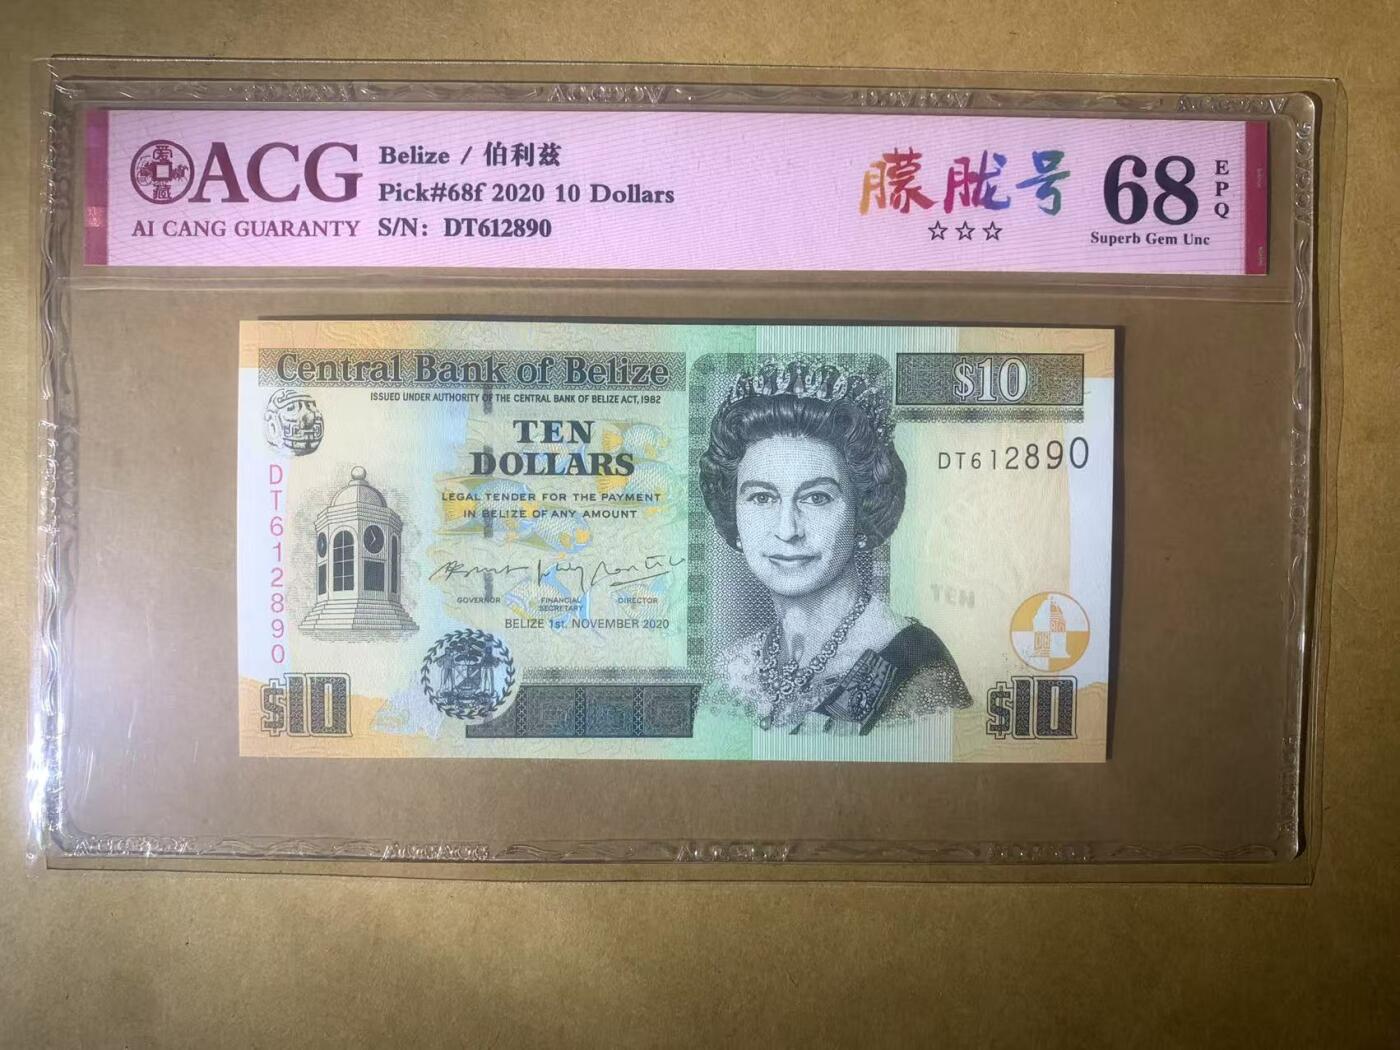 ACG
AI CANG GUARANTY
Belize / 伯利兹
Pick#68f 2020 10 Dollars
S/N: DT612890
朦胧号
☆☆☆
68
EPQ
Superb Gem Unc
Central Bank of Belize
ISSUED UNDER AUTHORITY OF THE CENTRAL BANK OF BELIZE ACT, 1982
$10
TEN
DOLLARS
DT612890
LEGAL TENDER FOR THE PAYMENT
IN BELIZE OF ANY AMOUNT
DT612890
TEN
GOVERNOR
FINANCIAL
SECRETARY
DIRECTOR
BELIZE 1st. NOVEMBER 2020
$10
$10